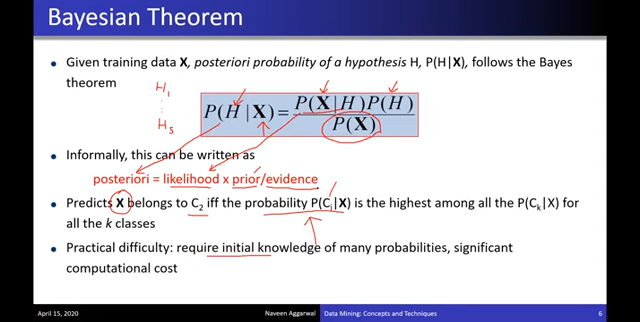 Bayesian Theorem
Given training data X, posteriori probability of a hypothesis H, P(H|X), follows the Bayes
theorem
H1
:
H5
P(H | X) = P(X | H)P(H) / P(X)
Informally, this can be written as
posteriori = likelihood x prior/evidence
Predicts X belongs to C2 iff the probability P(Ci|X) is the highest among all the P(Ck|X) for
all the k classes
Practical difficulty: require initial knowledge of many probabilities, significant
computational cost
April 15, 2020 Naveen Aggarwal Data Mining: Concepts and Techniques 6